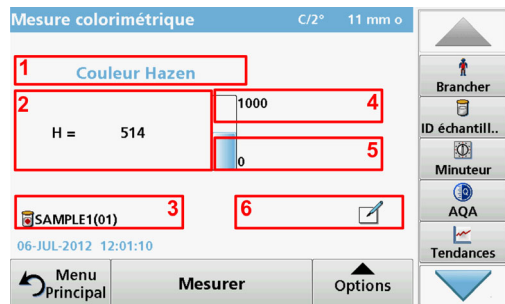 Mesure colorimétrique C/2° 11 mm o
1 Couleur Hazen
2
H = 514
1000 4
5
0
SAMPLE1(01) 3
6
06-JUL-2012 12:01:10
Menu Principal
Mesurer
Options
Brancher
ID échantill..
Minuteur
AQA
Tendances